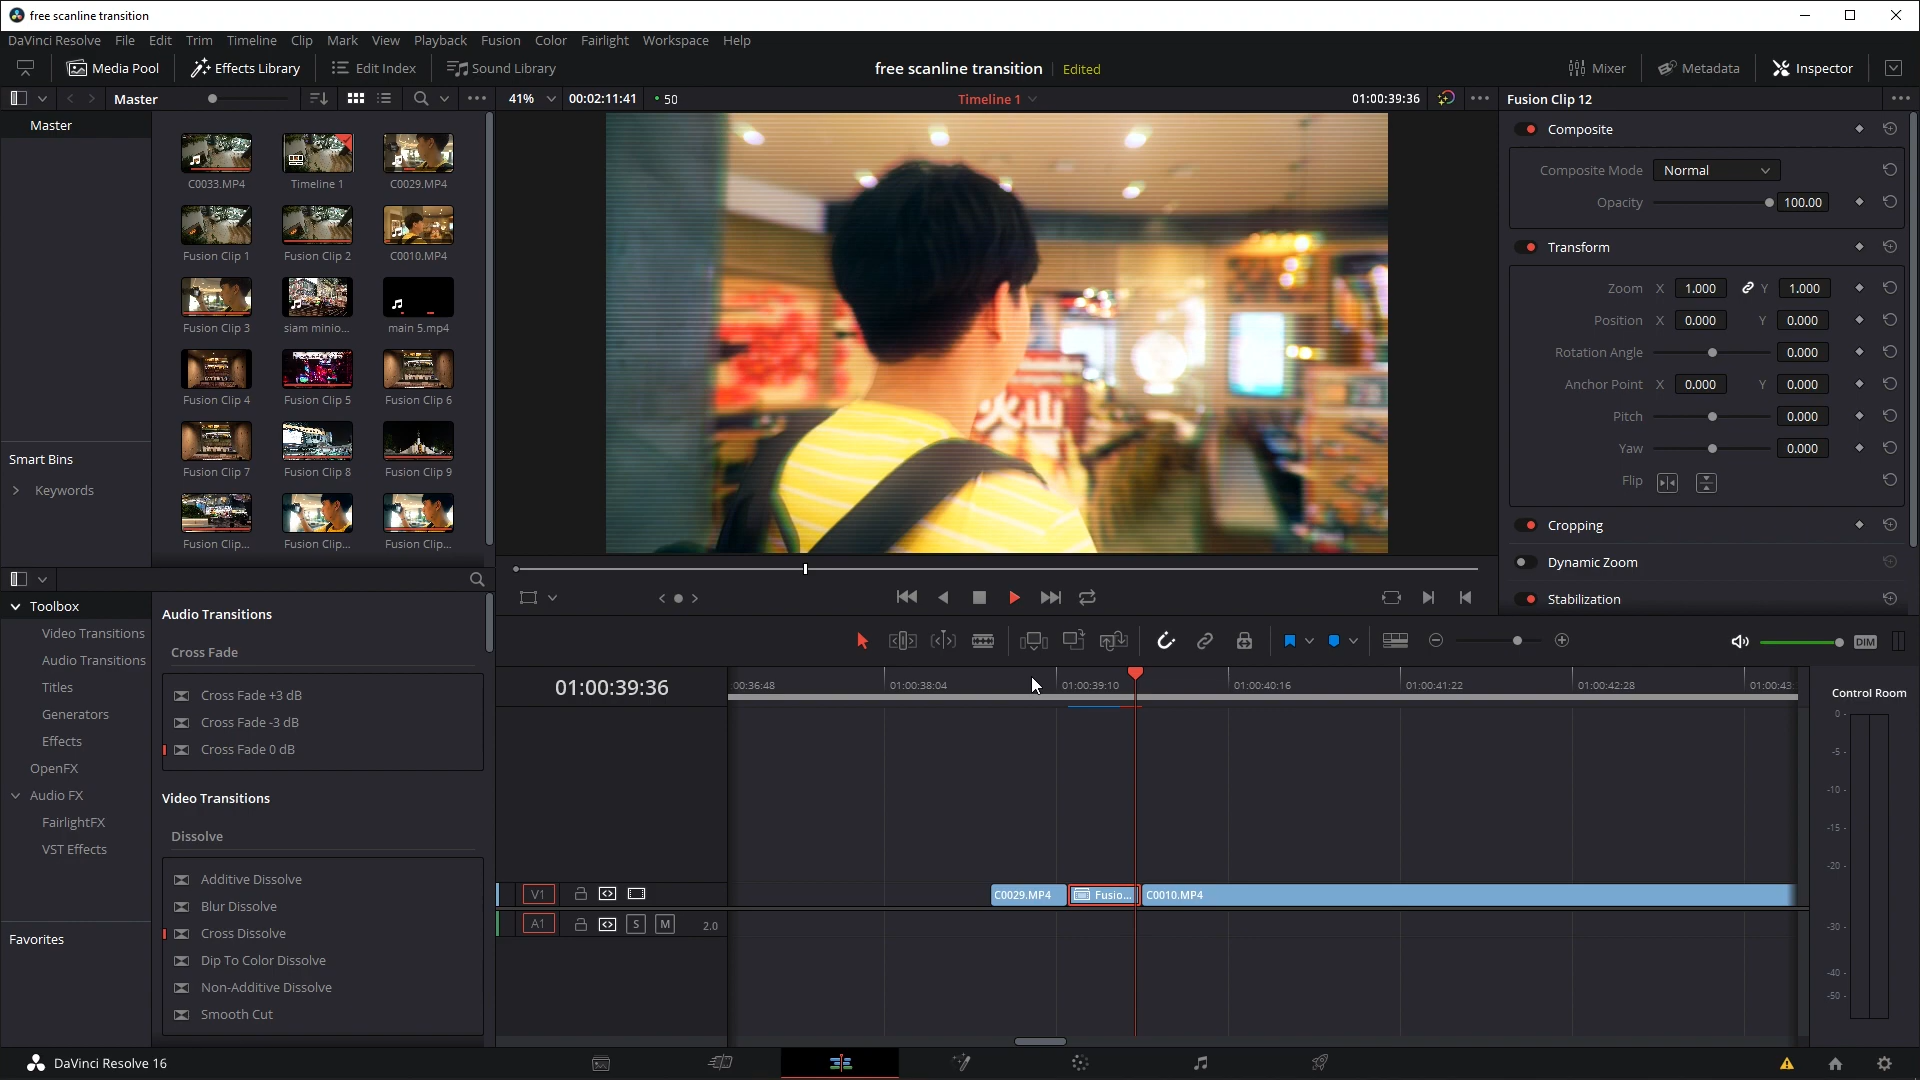 free scanline transition
DaVinci Resolve File Edit Trim Timeline Clip Mark View Playback Fusion Color Fairlight Workspace Help
Media Pool Effects Library Edit Index Sound Library free scanline transition Edited Mixer Metadata Inspector
Master 41% 00:02:11:41 50 Timeline 1 01:00:39:36 Fusion Clip 12
Master
C0033.MP4 Timeline 1 C0029.MP4
Fusion Clip 1 Fusion Clip 2 C0010.MP4
Fusion Clip 3 siam minio... main 5.mp4
Fusion Clip 4 Fusion Clip 5 Fusion Clip 6
Fusion Clip 7 Fusion Clip 8 Fusion Clip 9
Fusion Clip... Fusion Clip... Fusion Clip...
Smart Bins
Keywords
火山
Composite
Composite Mode Normal
Opacity 100.00
Transform
Zoom X 1.000 Y 1.000
Position X 0.000 Y 0.000
Rotation Angle 0.000
Anchor Point X 0.000 Y 0.000
Pitch 0.000
Yaw 0.000
Flip
Cropping
Dynamic Zoom
Stabilization
Toolbox
Video Transitions
Audio Transitions
Titles
Generators
Effects
OpenFX
Audio FX
FairlightFX
VST Effects
Favorites
Audio Transitions
Cross Fade
Cross Fade +3 dB
Cross Fade -3 dB
Cross Fade 0 dB
Video Transitions
Dissolve
Additive Dissolve
Blur Dissolve
Cross Dissolve
Dip To Color Dissolve
Non-Additive Dissolve
Smooth Cut
DIM
01:00:39:36 00:36:48 01:00:38:04 01:00:39:10 01:00:40:16 01:00:41:22 01:00:42:28 01:00:43:
V1 C0029.MP4 Fusio... C0010.MP4
A1 S M 2.0
Control Room
0-
-5-
-10-
-15-
-20-
-30-
-40-
-50-
DaVinci Resolve 16